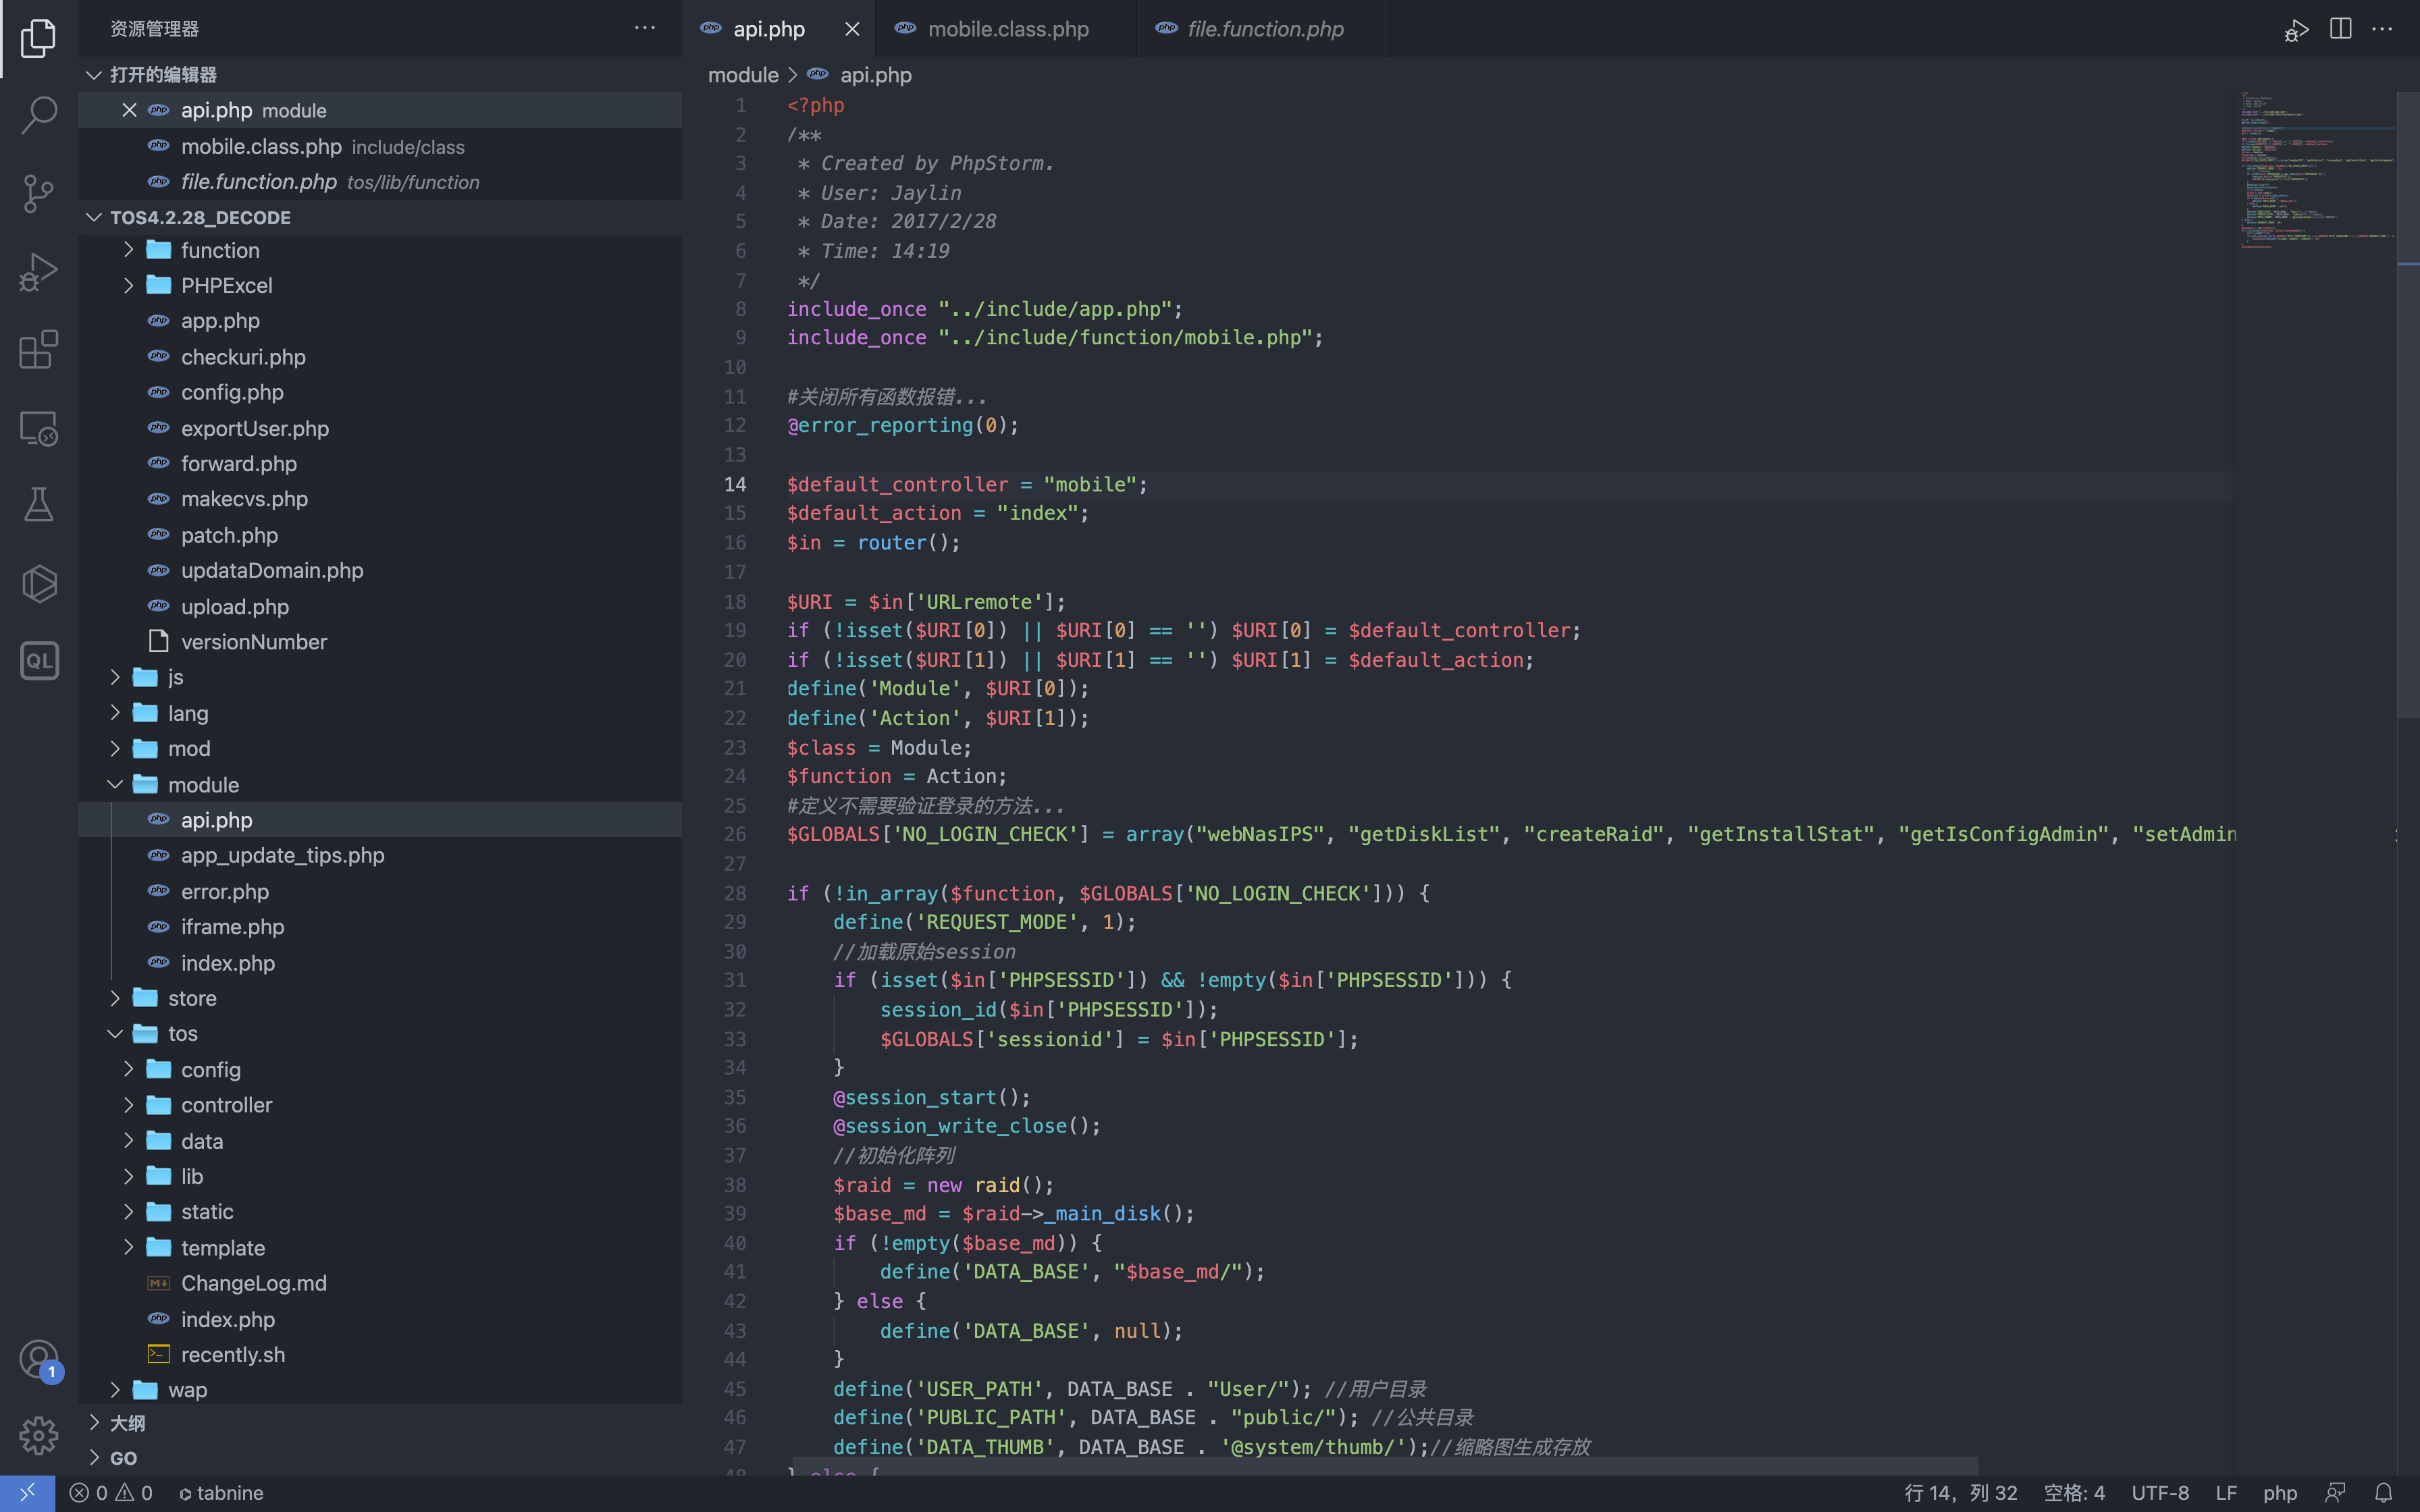 资源管理器
打开的编辑器
api.php module
mobile.class.php include/class
file.function.php tos/lib/function
TOS4.2.28_DECODE
function
PHPExcel
app.php
checkuri.php
config.php
exportUser.php
forward.php
makecvs.php
patch.php
updataDomain.php
upload.php
versionNumber
js
lang
mod
module
api.php
app_update_tips.php
error.php
iframe.php
index.php
store
tos
config
controller
data
lib
static
template
ChangeLog.md
index.php
recently.sh
wap
大纲
GO
QL
1
api.php
mobile.class.php
file.function.php
module > api.php
1 <?php
2 /**
3  * Created by PhpStorm.
4  * User: Jaylin
5  * Date: 2017/2/28
6  * Time: 14:19
7  */
8 include_once "../include/app.php";
9 include_once "../include/function/mobile.php";
10
11 #关闭所有函数报错...
12 @error_reporting(0);
13
14 $default_controller = "mobile";
15 $default_action = "index";
16 $in = router();
17
18 $URI = $in['URLremote'];
19 if (!isset($URI[0]) || $URI[0] == '') $URI[0] = $default_controller;
20 if (!isset($URI[1]) || $URI[1] == '') $URI[1] = $default_action;
21 define('Module', $URI[0]);
22 define('Action', $URI[1]);
23 $class = Module;
24 $function = Action;
25 #定义不需要验证登录的方法...
26 $GLOBALS['NO_LOGIN_CHECK'] = array("webNasIPS", "getDiskList", "createRaid", "getInstallStat", "getIsConfigAdmin", "setAdmin
27
28 if (!in_array($function, $GLOBALS['NO_LOGIN_CHECK'])) {
29     define('REQUEST_MODE', 1);
30     //加载原始session
31     if (isset($in['PHPSESSID']) && !empty($in['PHPSESSID'])) {
32         session_id($in['PHPSESSID']);
33         $GLOBALS['sessionid'] = $in['PHPSESSID'];
34     }
35     @session_start();
36     @session_write_close();
37     //初始化阵列
38     $raid = new raid();
39     $base_md = $raid->_main_disk();
40     if (!empty($base_md)) {
41         define('DATA_BASE', "$base_md/");
42     } else {
43         define('DATA_BASE', null);
44     }
45     define('USER_PATH', DATA_BASE . "User/"); //用户目录
46     define('PUBLIC_PATH', DATA_BASE . "public/"); //公共目录
47     define('DATA_THUMB', DATA_BASE . '@system/thumb/');//缩略图生成存放
48 } else {
0 0 tabnine
行 14，列 32 空格: 4 UTF-8 LF php